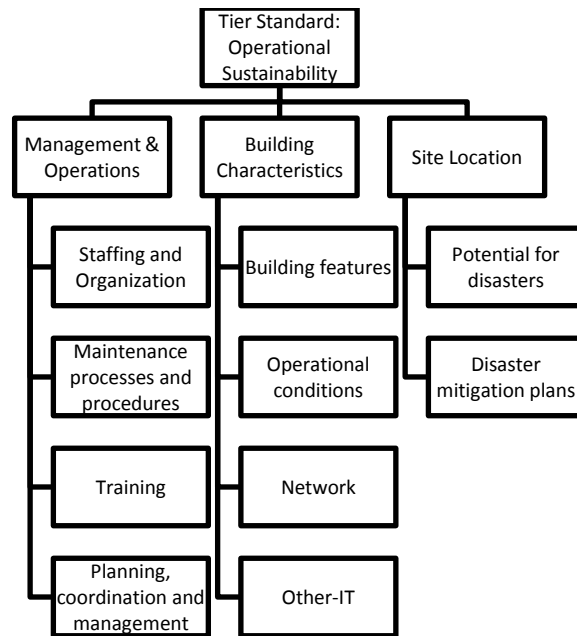 Tier Standard:
Operational
Sustainability
Management &
Operations
Building
Characteristics
Site Location
Staffing and
Organization
Building features
Potential for
disasters
Maintenance
processes and
procedures
Operational
conditions
Disaster
mitigation plans
Training
Network
Planning,
coordination and
management
Other-IT